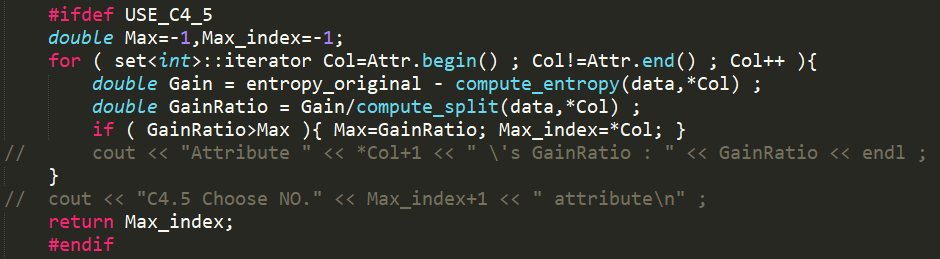 #ifdef USE_C4_5
double Max=-1,Max_index=-1;
for ( set<int>::iterator Col=Attr.begin() ; Col!=Attr.end() ; Col++ ){
double Gain = entropy_original - compute_entropy(data,*Col) ;
double GainRatio = Gain/compute_split(data,*Col) ;
if ( GainRatio>Max ){ Max=GainRatio; Max_index=*Col; }
//      cout << "Attribute " << *Col+1 << " \'s GainRatio : " << GainRatio << endl ;
}
//  cout << "C4.5 Choose NO." << Max_index+1 << " attribute\n" ;
return Max_index;
#endif